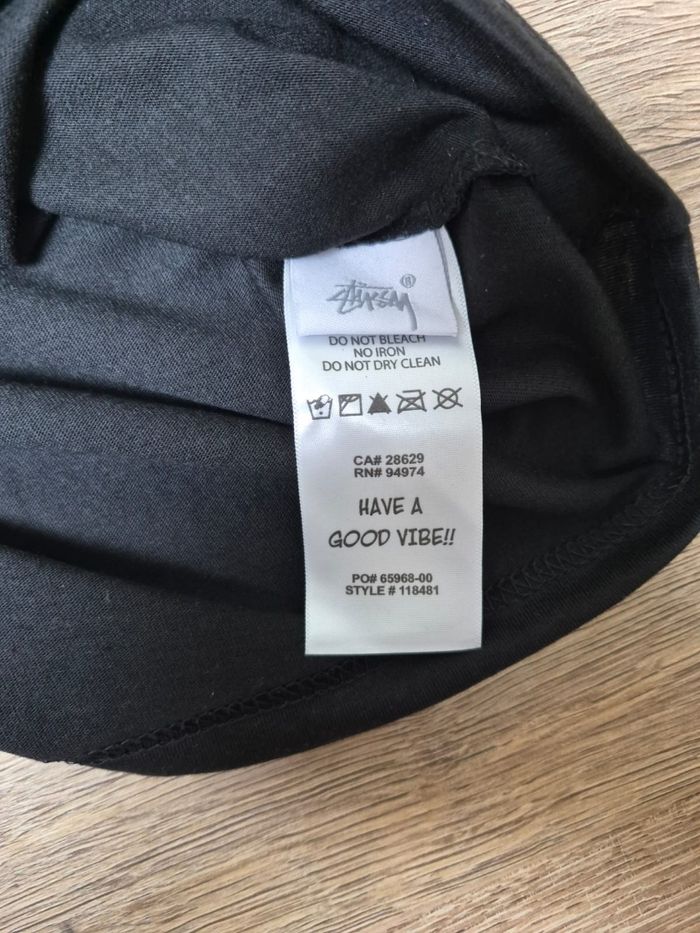 STÜSSY ®
DO NOT BLEACH
NO IRON
DO NOT DRY CLEAN
CA# 28629
RN# 94974
HAVE A
GOOD VIBE!!
PO# 65968-00
STYLE # 118481